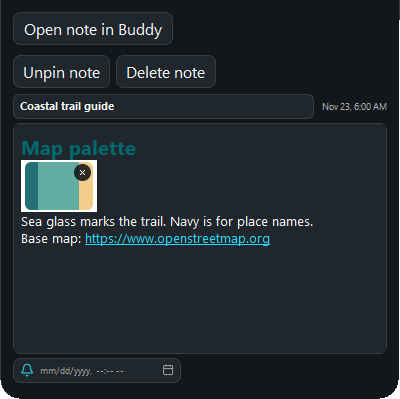 Open note in Buddy
Unpin note Delete note
Coastal trail guide Nov 23, 6:00 AM
Map palette
Sea glass marks the trail. Navy is for place names.
Base map: https://www.openstreetmap.org
mm/dd/yyyy, --:-- --